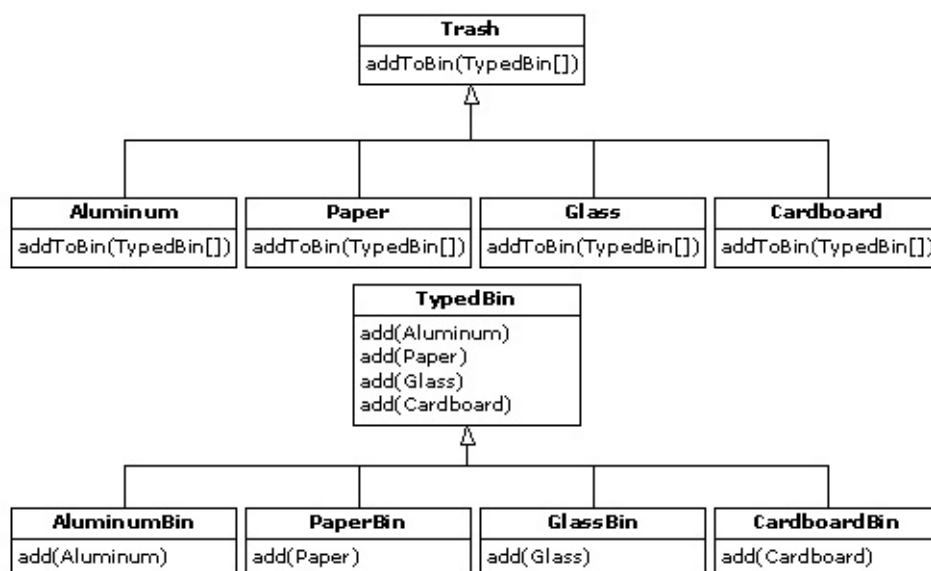 Trash
addToBin(TypedBin[])
Aluminum Paper Glass Cardboard
addToBin(TypedBin[]) addToBin(TypedBin[]) addToBin(TypedBin[]) addToBin(TypedBin[])
TypedBin
add(Aluminum)
add(Paper)
add(Glass)
add(Cardboard)
AluminumBin PaperBin GlassBin CardboardBin
add(Aluminum) add(Paper) add(Glass) add(Cardboard)